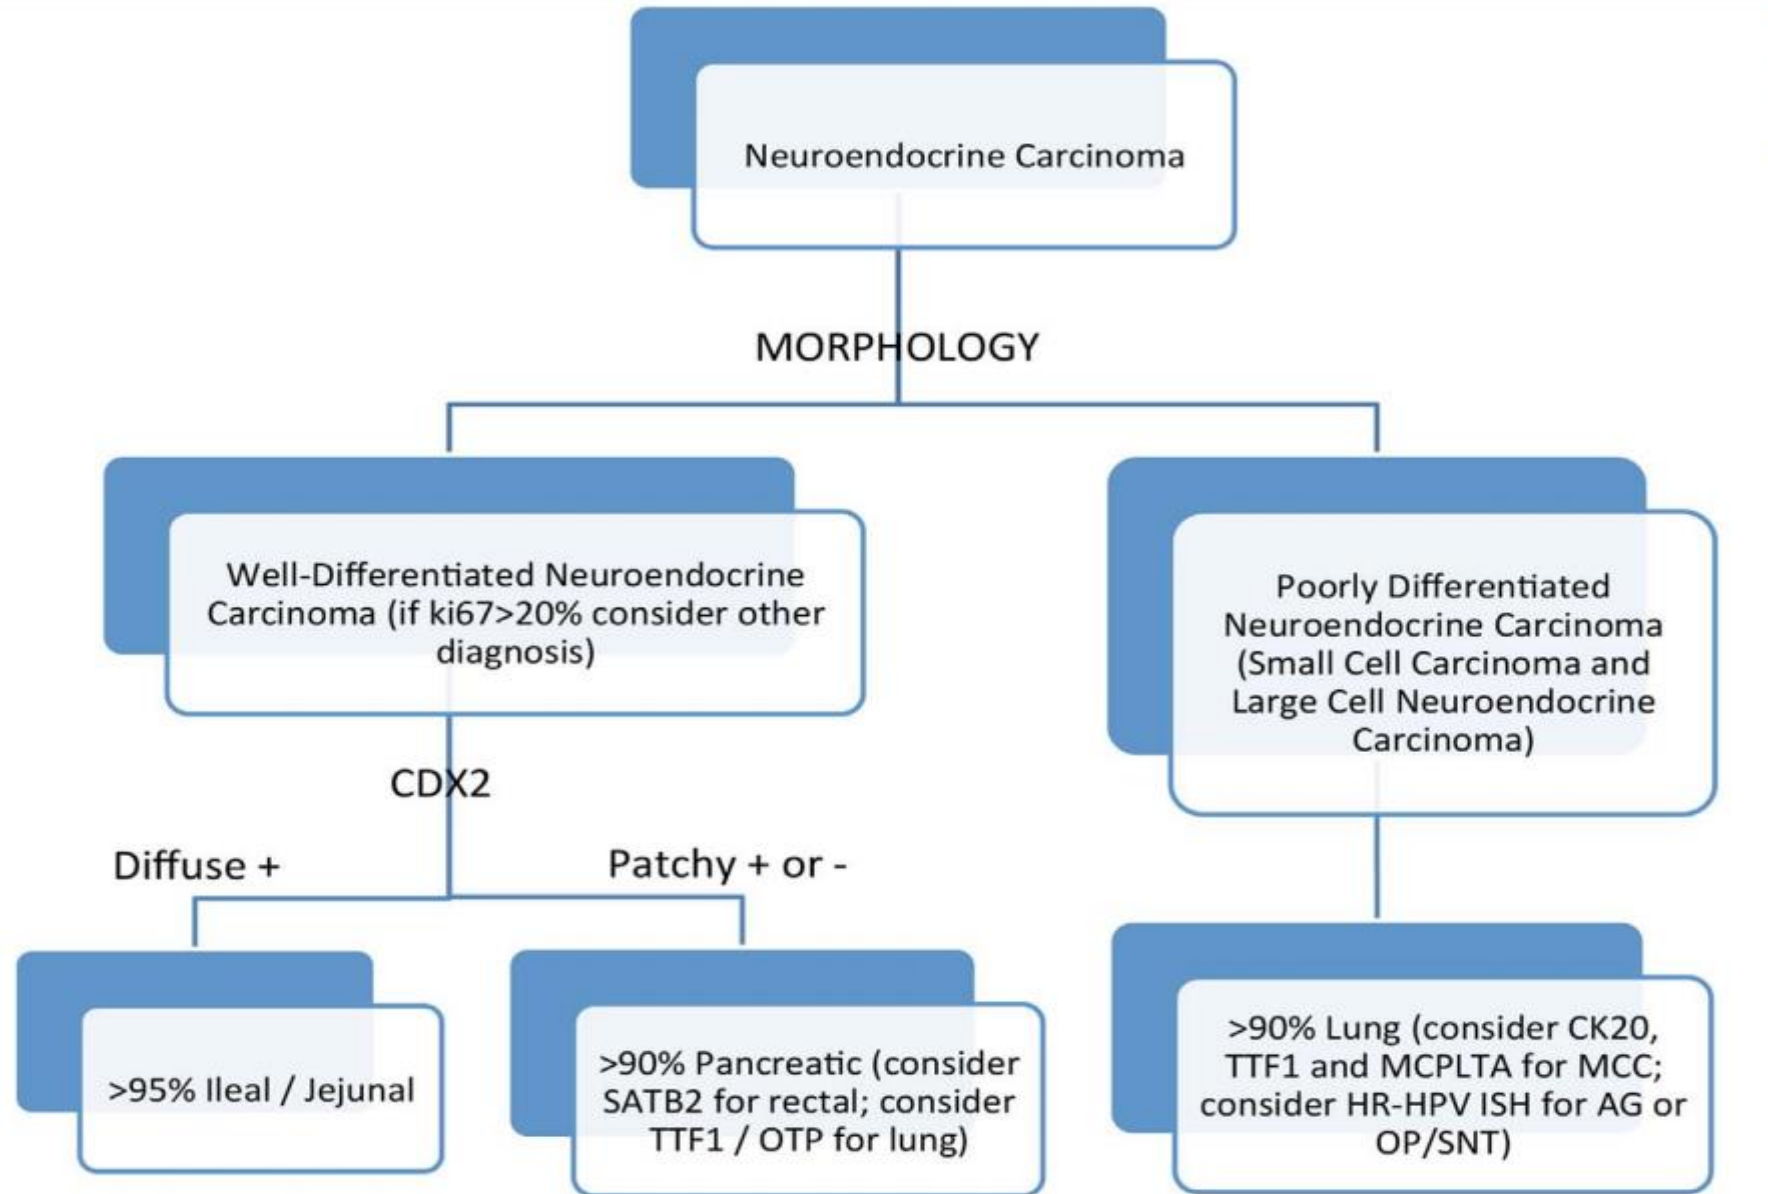 Neuroendocrine Carcinoma
MORPHOLOGY
Well-Differentiated Neuroendocrine
Carcinoma (if ki67>20% consider other
diagnosis)
Poorly Differentiated
Neuroendocrine Carcinoma
(Small Cell Carcinoma and
Large Cell Neuroendocrine
Carcinoma)
CDX2
Diffuse +
Patchy + or -
>95% Ileal / Jejunal
>90% Pancreatic (consider
SATB2 for rectal; consider
TTF1 / OTP for lung)
>90% Lung (consider CK20,
TTF1 and MCPLTA for MCC;
consider HR-HPV ISH for AG or
OP/SNT)